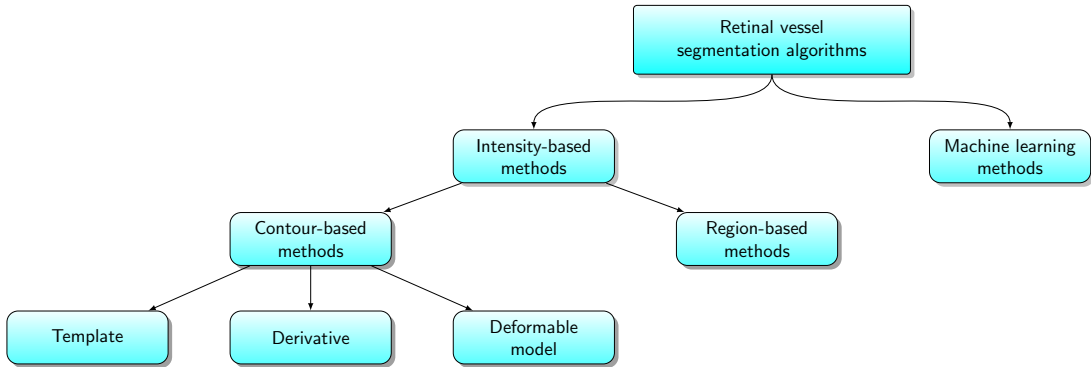 Retinal vessel
segmentation algorithms
Intensity-based
methods
Machine learning
methods
Contour-based
methods
Region-based
methods
Template
Derivative
Deformable
model